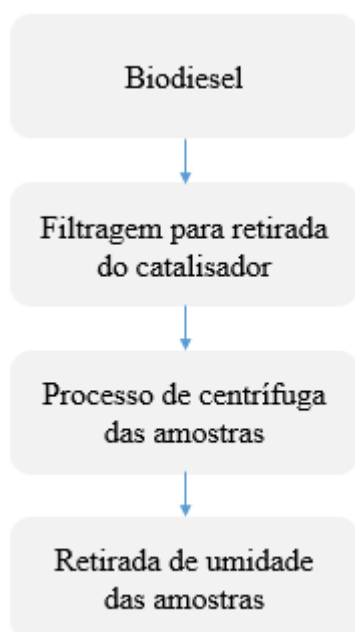 Biodiesel
Filtragem para retirada
do catalisador
Processo de centrífuga
das amostras
Retirada de umidade
das amostras